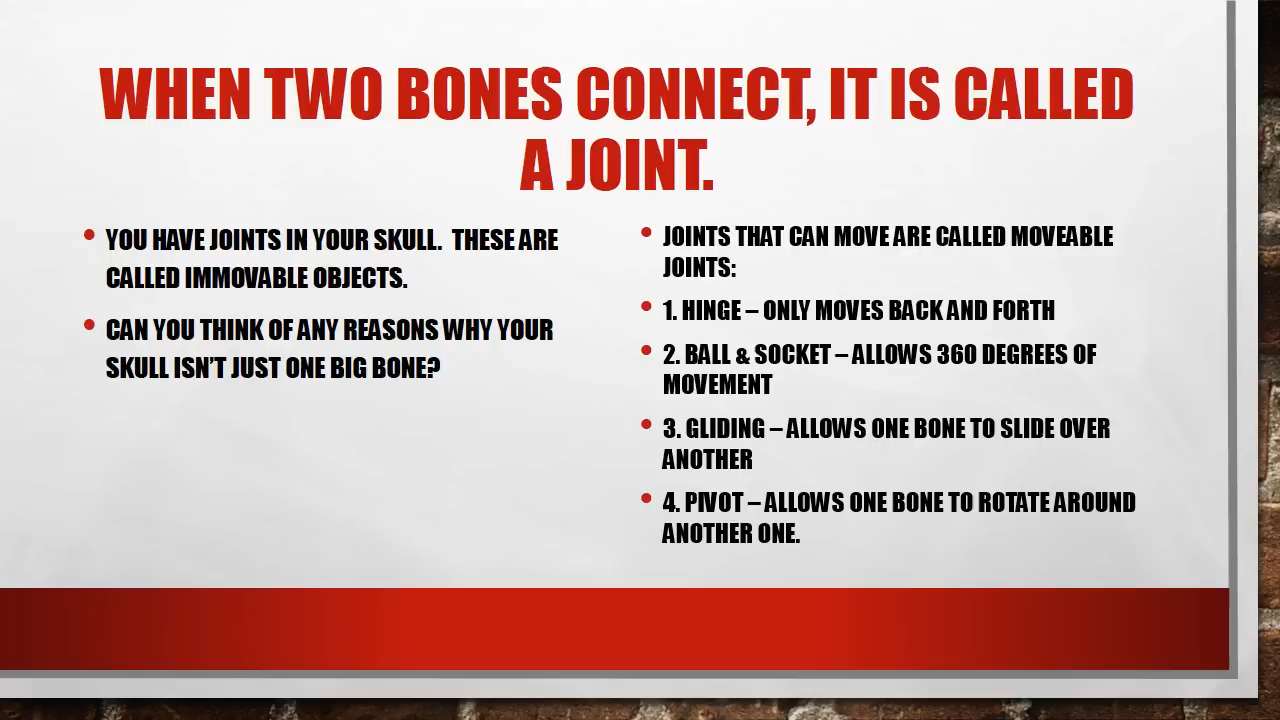 WHEN TWO BONES CONNECT, IT IS CALLED
A JOINT.
• YOU HAVE JOINTS IN YOUR SKULL.  THESE ARE
CALLED IMMOVABLE OBJECTS.
• CAN YOU THINK OF ANY REASONS WHY YOUR
SKULL ISN'T JUST ONE BIG BONE?
• JOINTS THAT CAN MOVE ARE CALLED MOVEABLE
JOINTS:
• 1. HINGE – ONLY MOVES BACK AND FORTH
• 2. BALL & SOCKET – ALLOWS 360 DEGREES OF
MOVEMENT
• 3. GLIDING – ALLOWS ONE BONE TO SLIDE OVER
ANOTHER
• 4. PIVOT – ALLOWS ONE BONE TO ROTATE AROUND
ANOTHER ONE.